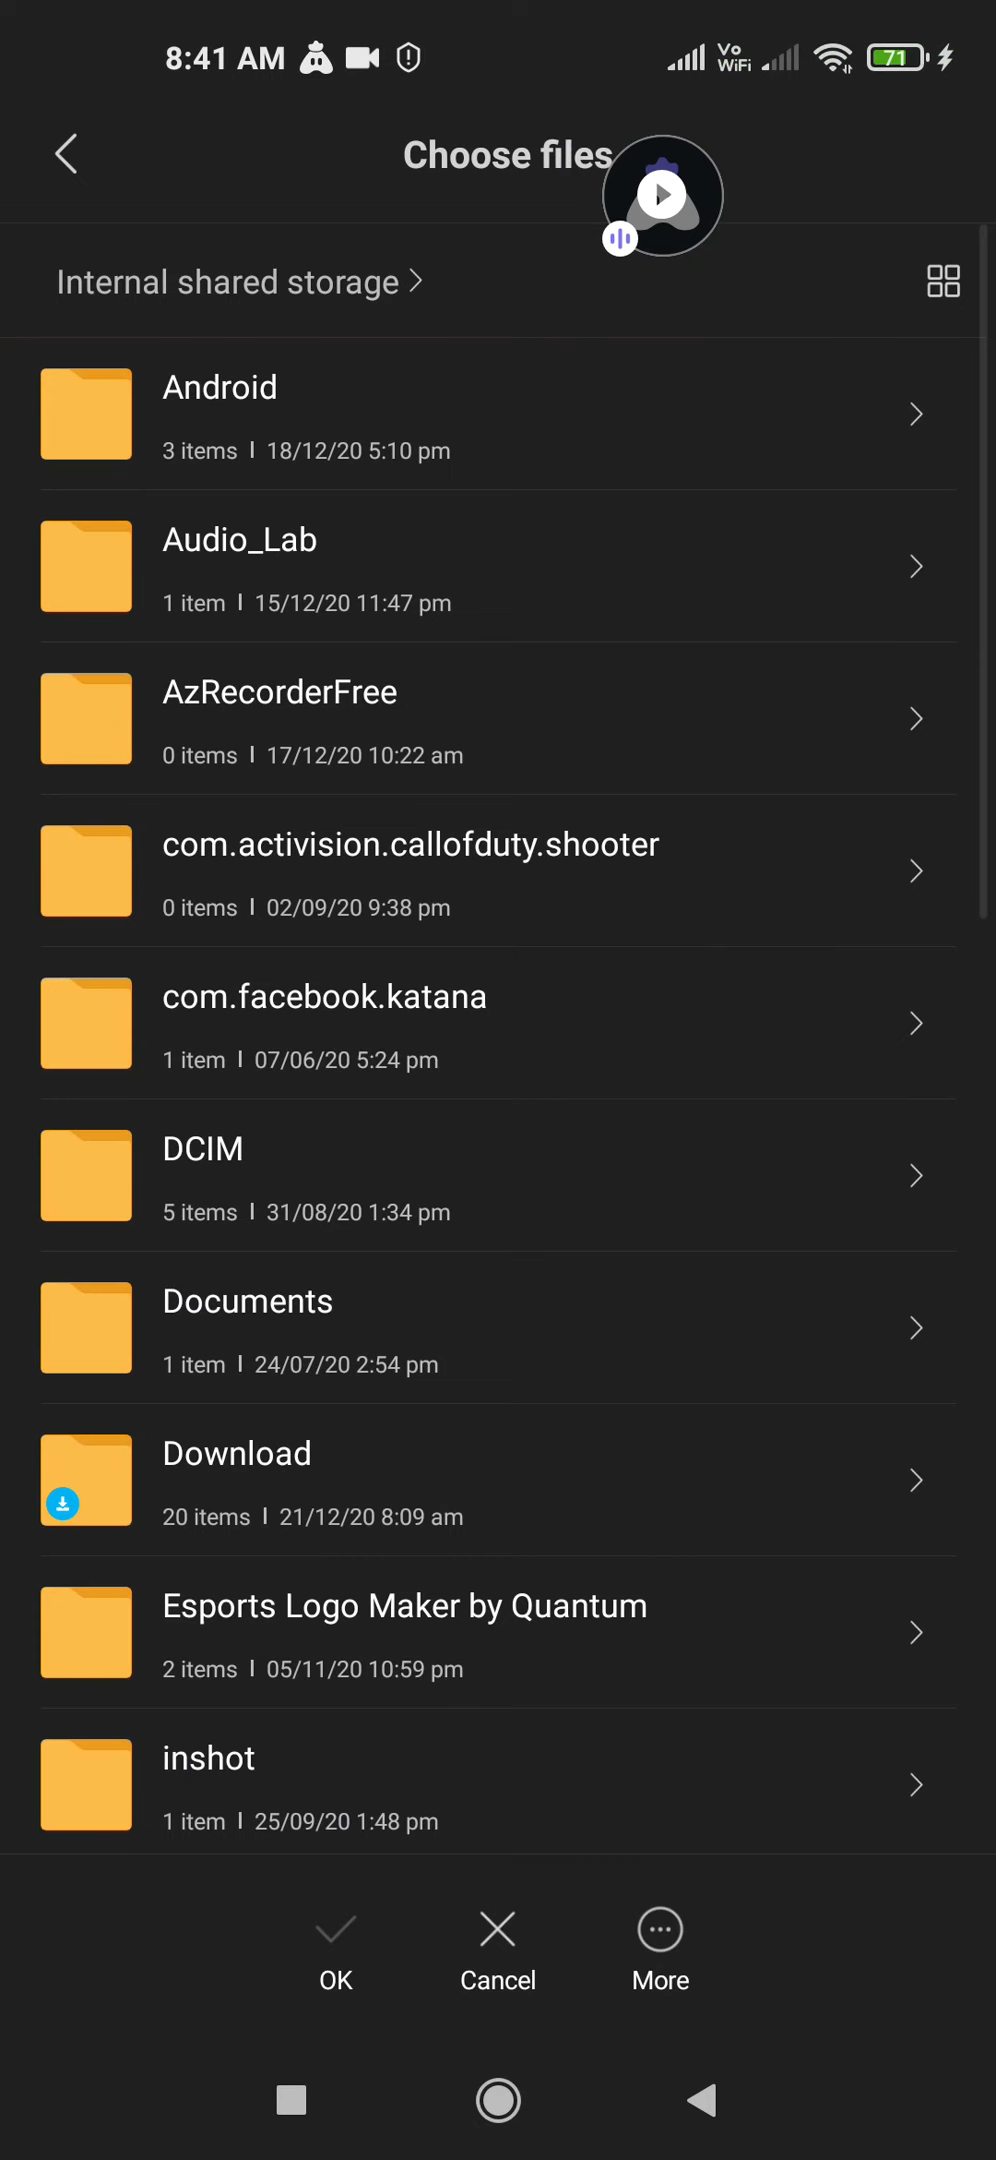 8:41 AM
Vo
WiFi
71
Choose files
Internal shared storage
Android
3 items | 18/12/20 5:10 pm
Audio_Lab
1 item | 15/12/20 11:47 pm
AzRecorderFree
0 items | 17/12/20 10:22 am
com.activision.callofduty.shooter
0 items | 02/09/20 9:38 pm
com.facebook.katana
1 item | 07/06/20 5:24 pm
DCIM
5 items | 31/08/20 1:34 pm
Documents
1 item | 24/07/20 2:54 pm
Download
20 items | 21/12/20 8:09 am
Esports Logo Maker by Quantum
2 items | 05/11/20 10:59 pm
inshot
1 item | 25/09/20 1:48 pm
OK
Cancel
More